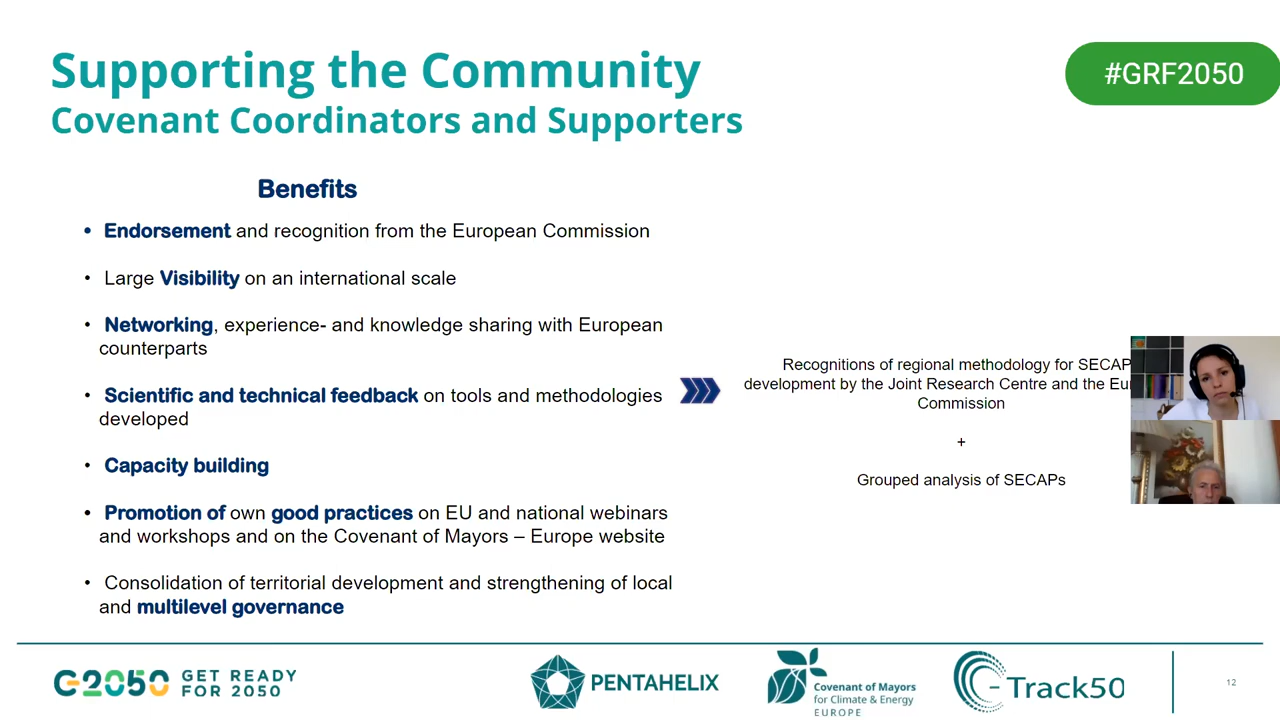 Supporting the Community
#GRF2050
Covenant Coordinators and Supporters
Benefits
• Endorsement and recognition from the European Commission
• Large Visibility on an international scale
• Networking, experience- and knowledge sharing with European
counterparts
• Scientific and technical feedback on tools and methodologies
developed
• Capacity building
• Promotion of own good practices on EU and national webinars
and workshops and on the Covenant of Mayors – Europe website
• Consolidation of territorial development and strengthening of local
and multilevel governance
Recognitions of regional methodology for SECAP
development by the Joint Research Centre and the Eur
Commission
+
Grouped analysis of SECAPs
C-2050 GET READY
FOR 2050
PENTAHELIX
Covenant of Mayors
for Climate & Energy
EUROPE
C-Track50
12